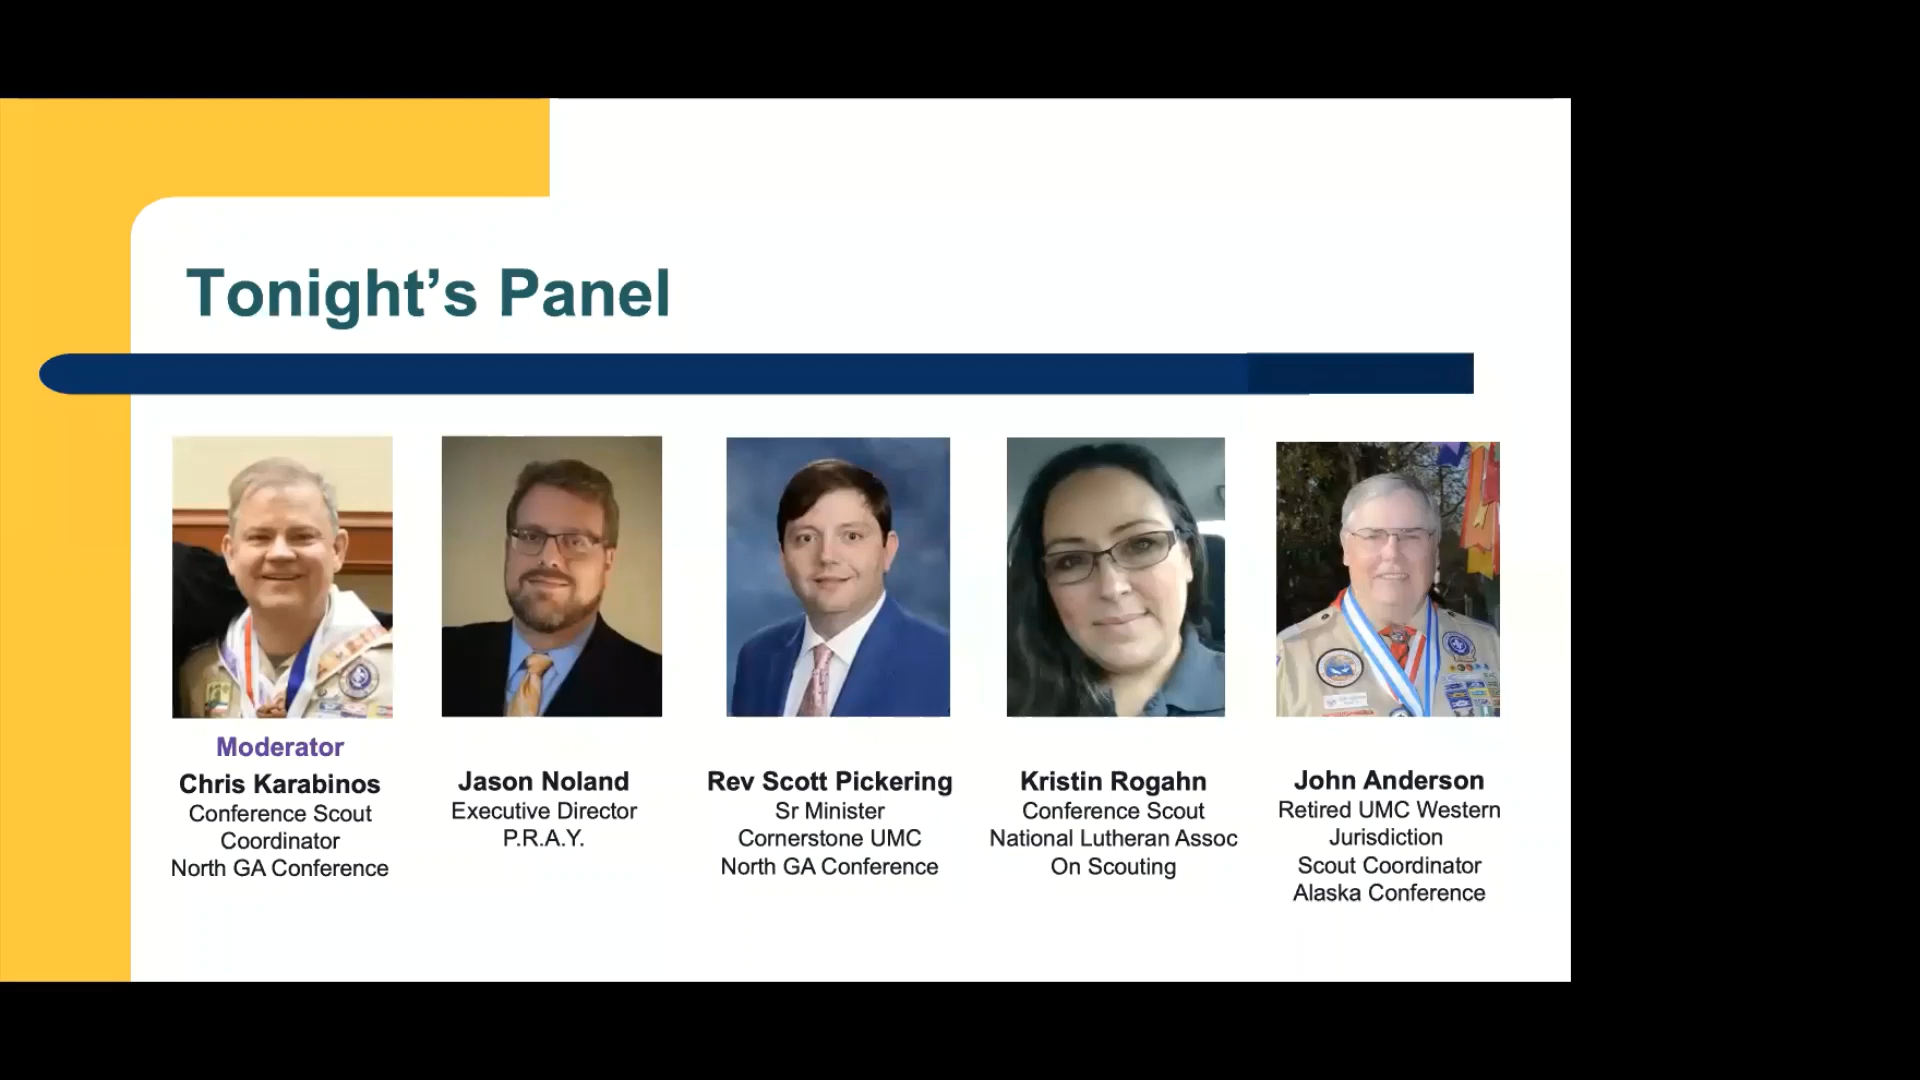 Tonight’s Panel
Moderator
Chris Karabinos
Conference Scout
Coordinator
North GA Conference
Jason Noland
Executive Director
P.R.A.Y.
Rev Scott Pickering
Sr Minister
Cornerstone UMC
North GA Conference
Kristin Rogahn
Conference Scout
National Lutheran Assoc
On Scouting
John Anderson
Retired UMC Western
Jurisdiction
Scout Coordinator
Alaska Conference